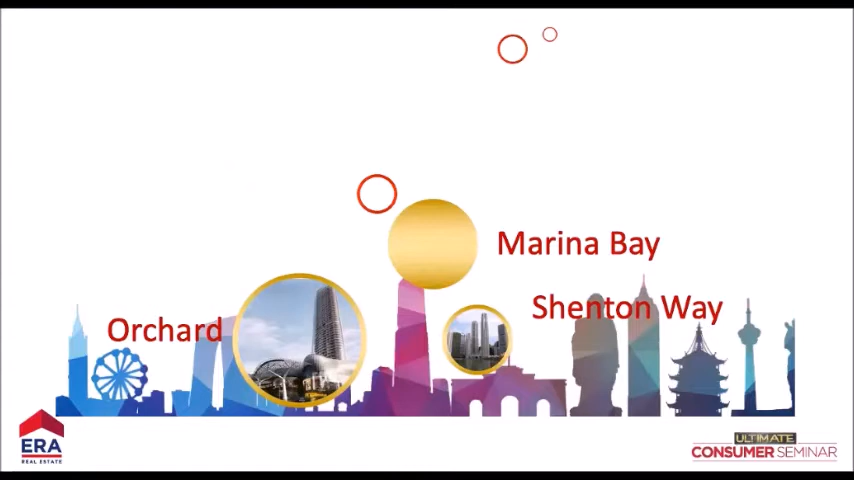 Marina Bay
Shenton Way
Orchard
ERA
REAL ESTATE
ULTIMATE
CONSUMER SEMINAR